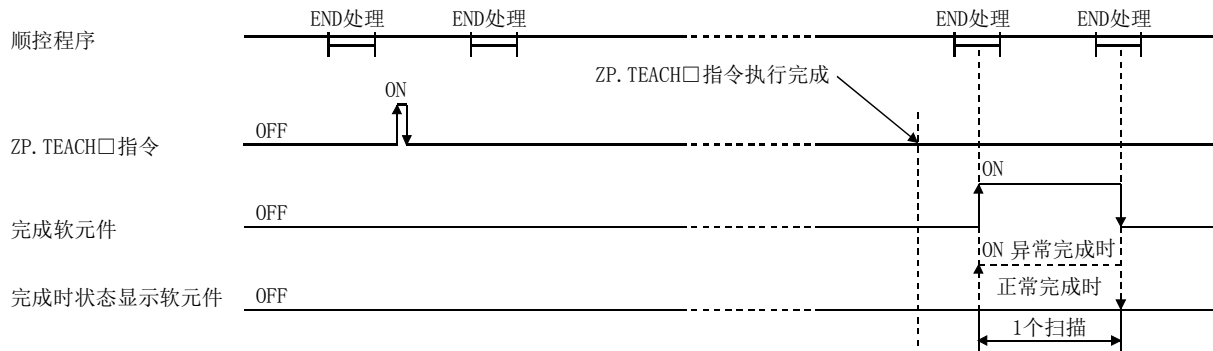 END处理 END处理 END处理 END处理
顺控程序
ZP.TEACH□指令执行完成
ON
OFF
ZP.TEACH□指令
ON
OFF
完成软元件
ON 异常完成时
OFF
正常完成时
完成时状态显示软元件
1个扫描